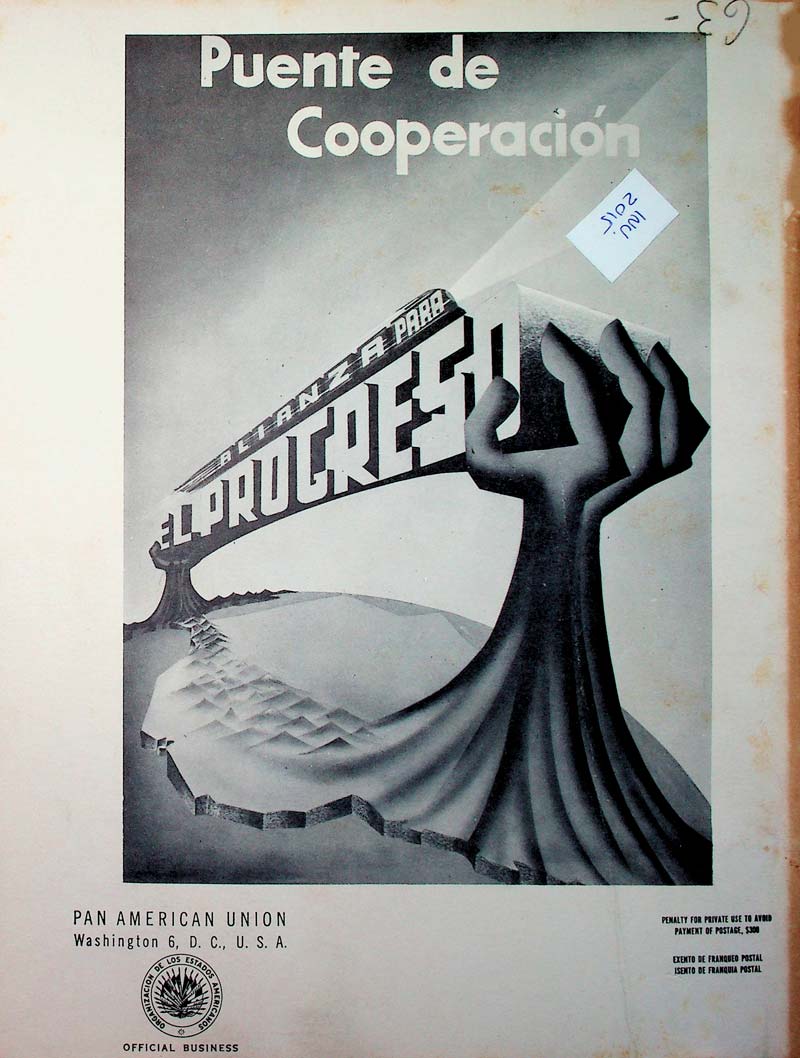 63 -
Puente de
Cooperación
INV.
2015
ALIANZA PARA
EL PROGRESO
PAN AMERICAN UNION
Washington 6, D. C., U. S. A.
ORGANIZACION DE LOS ESTADOS AMERICANOS
OFFICIAL BUSINESS
PENALTY FOR PRIVATE USE TO AVOID
PAYMENT OF POSTAGE, $300
EXENTO DE FRANQUEO POSTAL
ISENTO DE FRANQUIA POSTAL